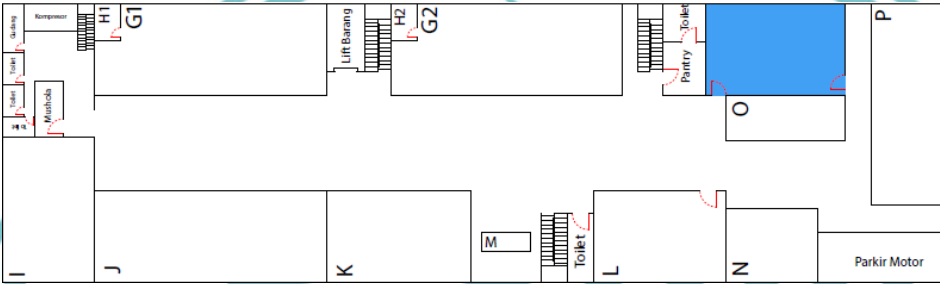 Gudang
Kompresor
H1
G1
Lift Barang
H2
G2
Toilet
Pantry
P
Toilet
Toilet
Mushola
O
I
J
K
M
Toilet
L
N
Parkir Motor